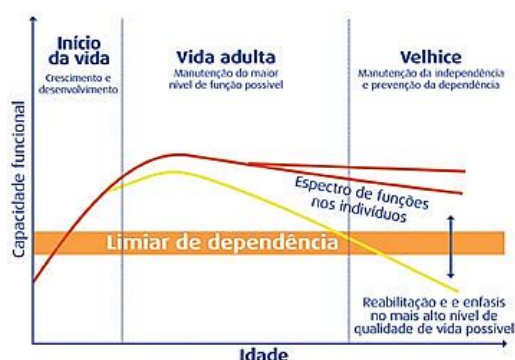 Início
da vida
Crescimento e
desenvolvimento
Vida adulta
Manutenção do maior
nível de função possível
Velhice
Manutenção da independência
e prevenção da dependência
Capacidade funcional
Espectro de funções
nos indivíduos
Limiar de dependência
Reabilitação e e enfasis
no mais alto nível de
qualidade de vida possível
Idade